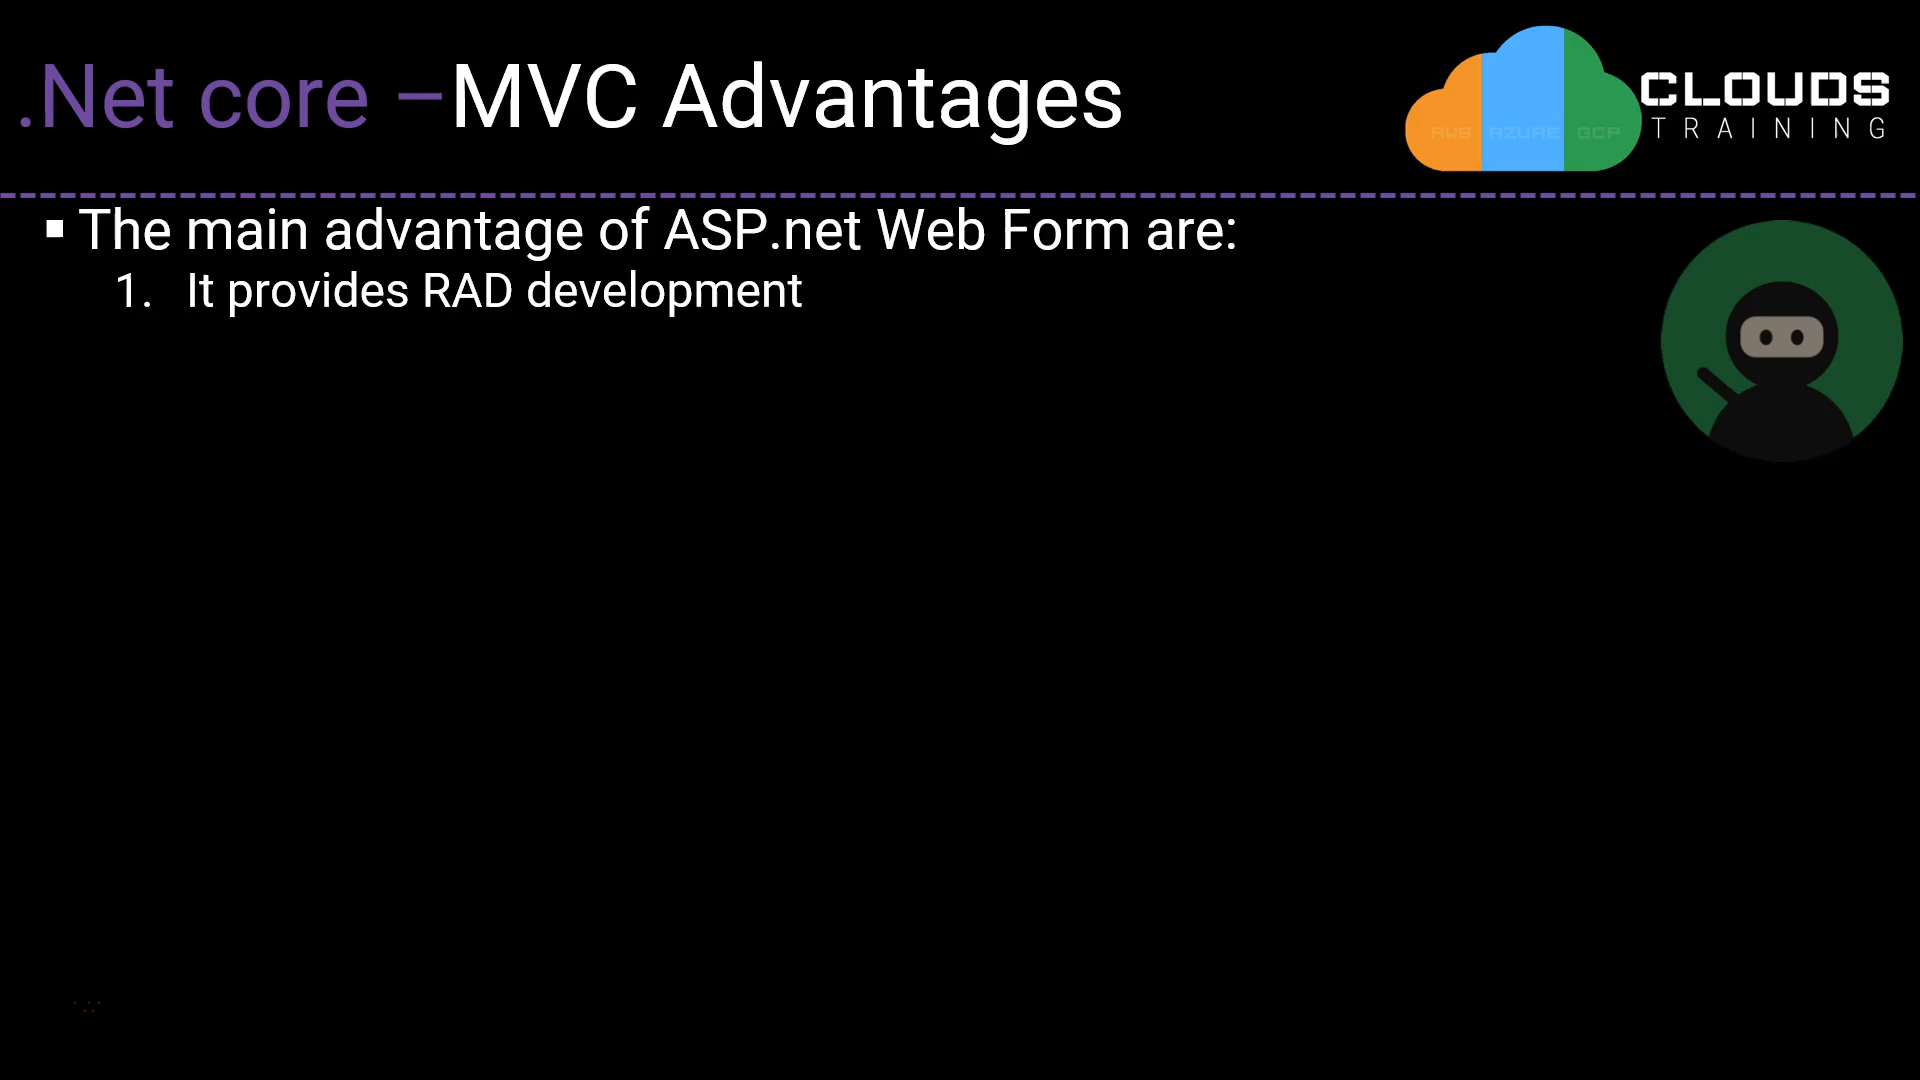 .Net core –MVC Advantages
CLOUDS
TRAINING
AWS AZURE GCP
▪ The main advantage of ASP.net Web Form are:
1. It provides RAD development